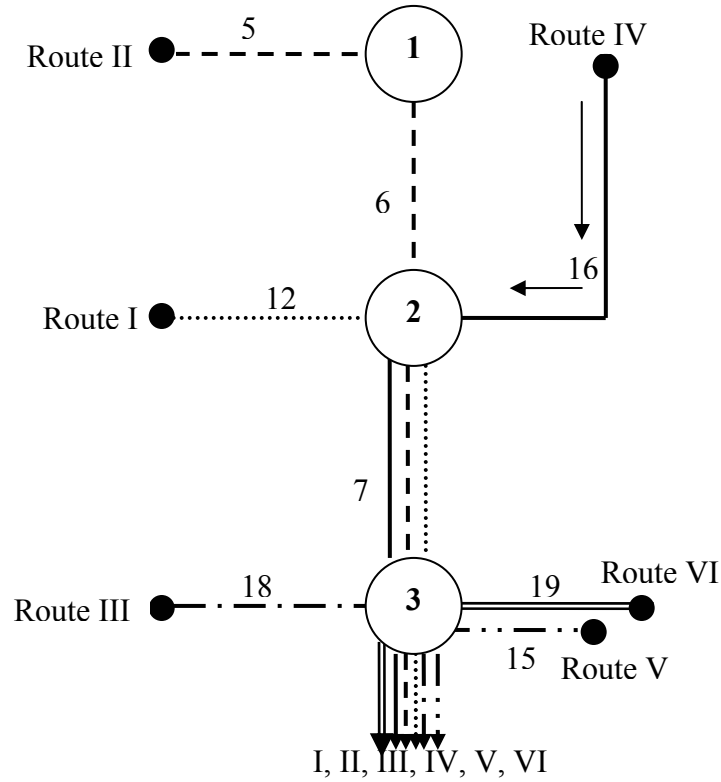 5
1
Route IV
Route II
6
16
12
2
Route I
7
18
3
19
Route VI
Route III
15
Route V
I, II, III, IV, V, VI